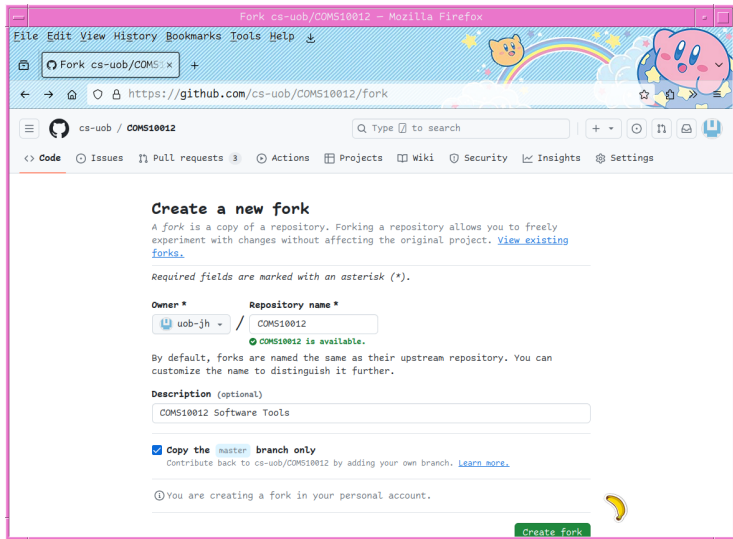 Fork cs-uob/COMS10012 — Mozilla Firefox
File Edit View History Bookmarks Tools Help
Fork cs-uob/COMS1 × +
https://github.com/cs-uob/COMS10012/fork
cs-uob / COMS10012 Type / to search
Code Issues Pull requests 3 Actions Projects Wiki Security Insights Settings
Create a new fork
A fork is a copy of a repository. Forking a repository allows you to freely
experiment with changes without affecting the original project. View existing
forks.
Required fields are marked with an asterisk (*).
Owner * Repository name *
uob-jh / COMS10012
COMS10012 is available.
By default, forks are named the same as their upstream repository. You can
customize the name to distinguish it further.
Description (optional)
COMS10012 Software Tools
Copy the master branch only
Contribute back to cs-uob/COMS10012 by adding your own branch. Learn more.
You are creating a fork in your personal account.
Create fork